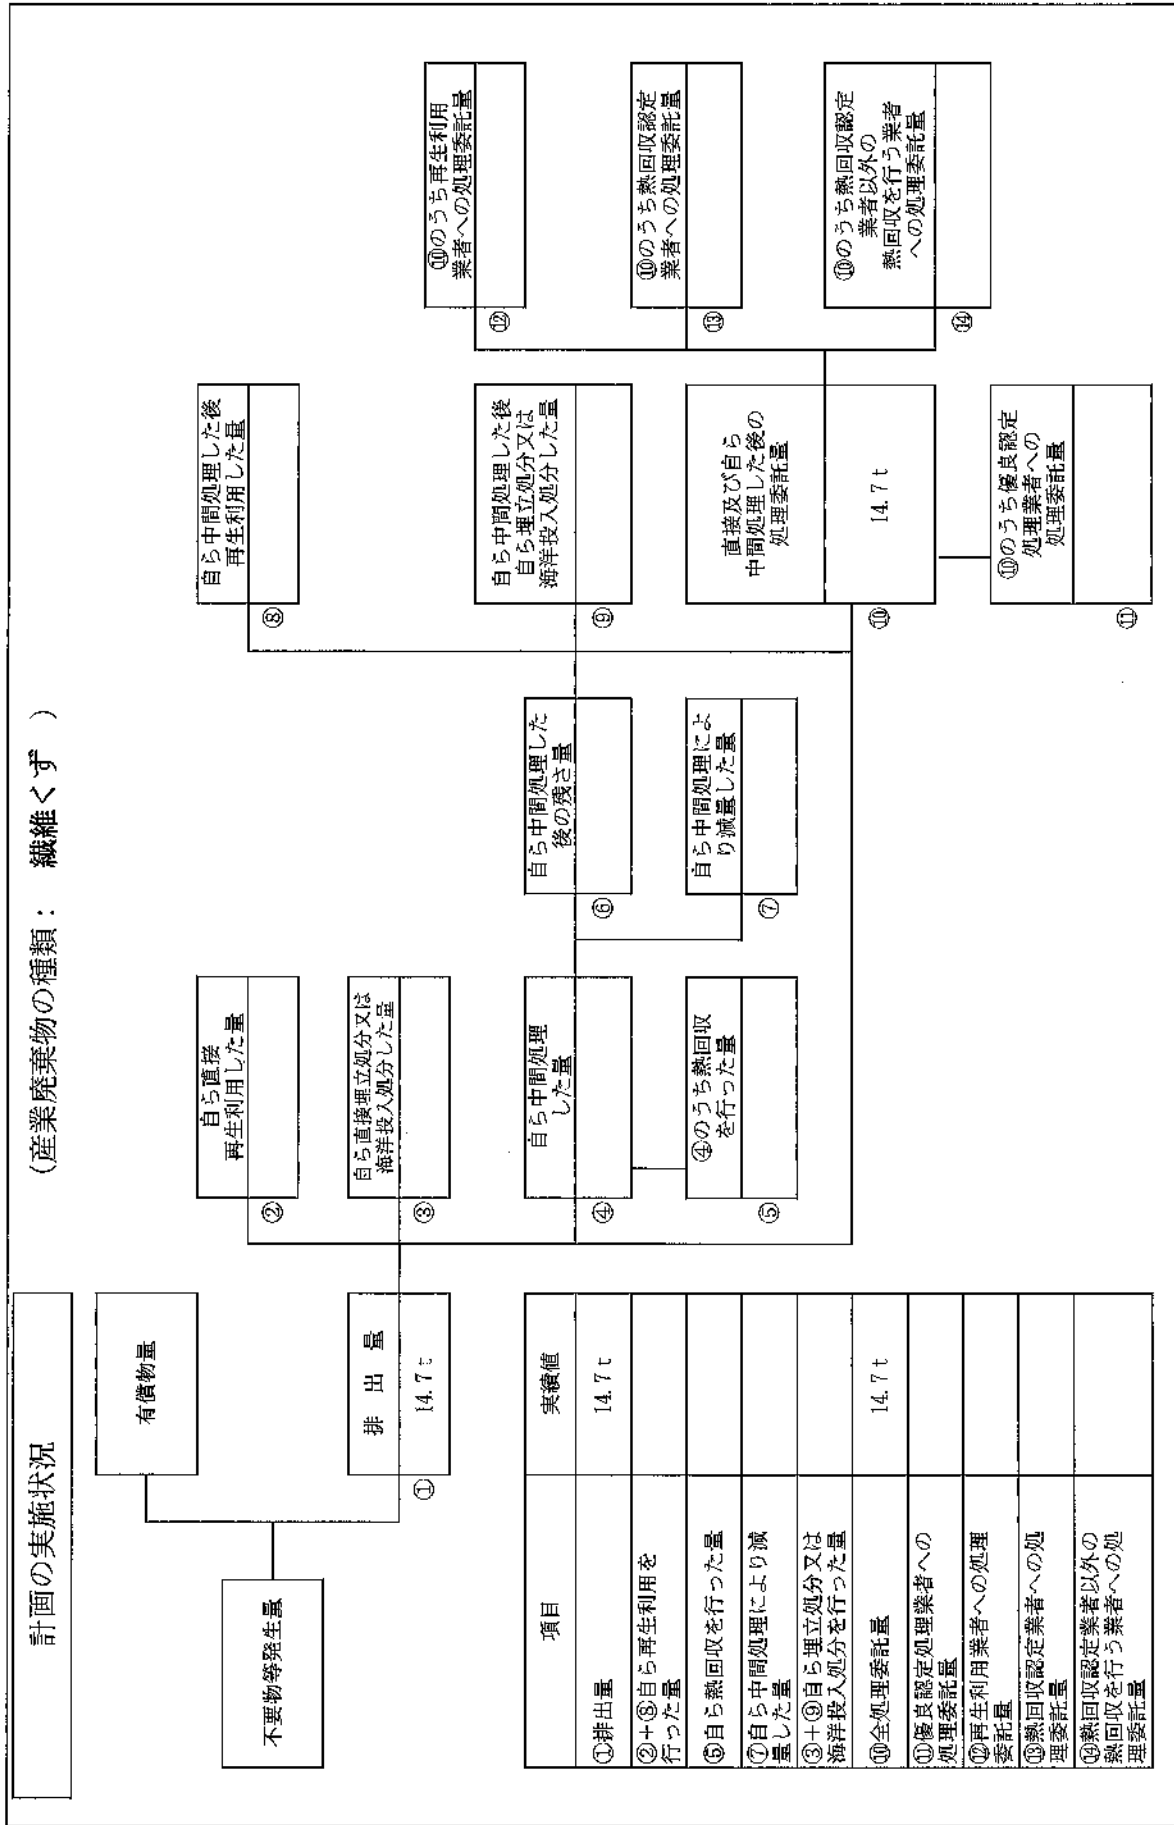 計画の実施状況
(産業廃棄物の種類： 繊維くず )
不要物等発生量
有償物量
排 出 量
① 14.7t
自ら直接
再生利用した量
②
自ら直接埋立処分又は
海洋投入処分した量
③
自ら中間処理
した量
④
④のうち熱回収
を行った量
⑤
自ら中間処理した
後の残さ量
⑥
自ら中間処理によ
り減量した量
⑦
自ら中間処理した後
再生利用した量
⑧
自ら中間処理した後
自ら埋立処分又は
海洋投入処分した量
⑨
直接及び自ら
中間処理した後の
処理委託量
⑩ 14.7t
⑩のうち優良認定
処理業者への
処理委託量
⑪
⑩のうち再生利用
業者への処理委託量
⑫
⑩のうち熱回収認定
業者への処理委託量
⑬
⑩のうち熱回収認定
業者以外の
熱回収を行う業者
への処理委託量
⑭
項目 実績値
①排出量 14.7t
②+⑧自ら再生利用を
行った量
⑤自ら熱回収を行った量
⑦自ら中間処理により減
量した量
③+⑨自ら埋立処分又は
海洋投入処分を行った量
⑩全処理委託量 14.7t
⑪優良認定処理業者への
処理委託量
⑫再生利用業者への処理
委託量
⑬熱回収認定業者への処
理委託量
⑭熱回収認定業者以外の
熱回収を行う業者への処
理委託量